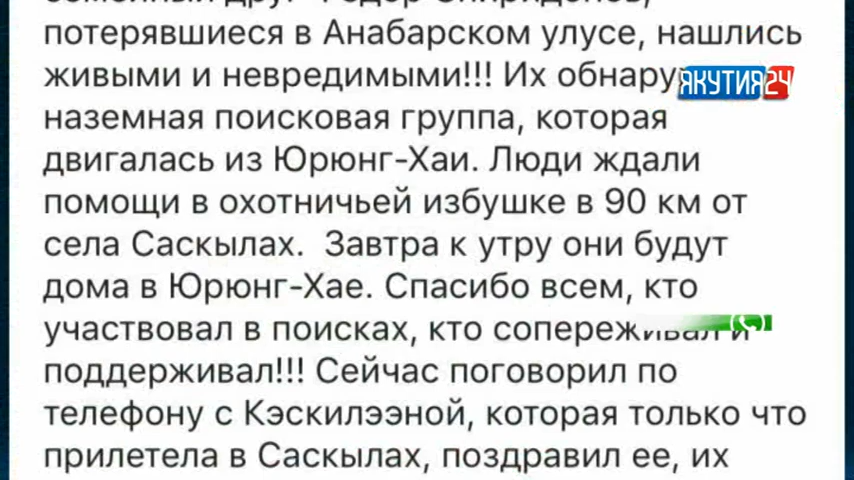 потерявшиеся в Анабарском улусе, нашлись
живыми и невредимыми!!! Их
ЯКУТИЯ24
наземная поисковая группа, которая
двигалась из Юрюнг-Хаи. Люди ждали
помощи в охотничьей избушке в 90 км от
села Саскылах. Завтра к утру они будут
дома в Юрюнг-Хае. Спасибо всем, кто
участвовал в поисках, кто сопереживал и
поддерживал!!! Сейчас поговорил по
телефону с Кэскилээной, которая только что
прилетела в Саскылах, поздравил ее, их